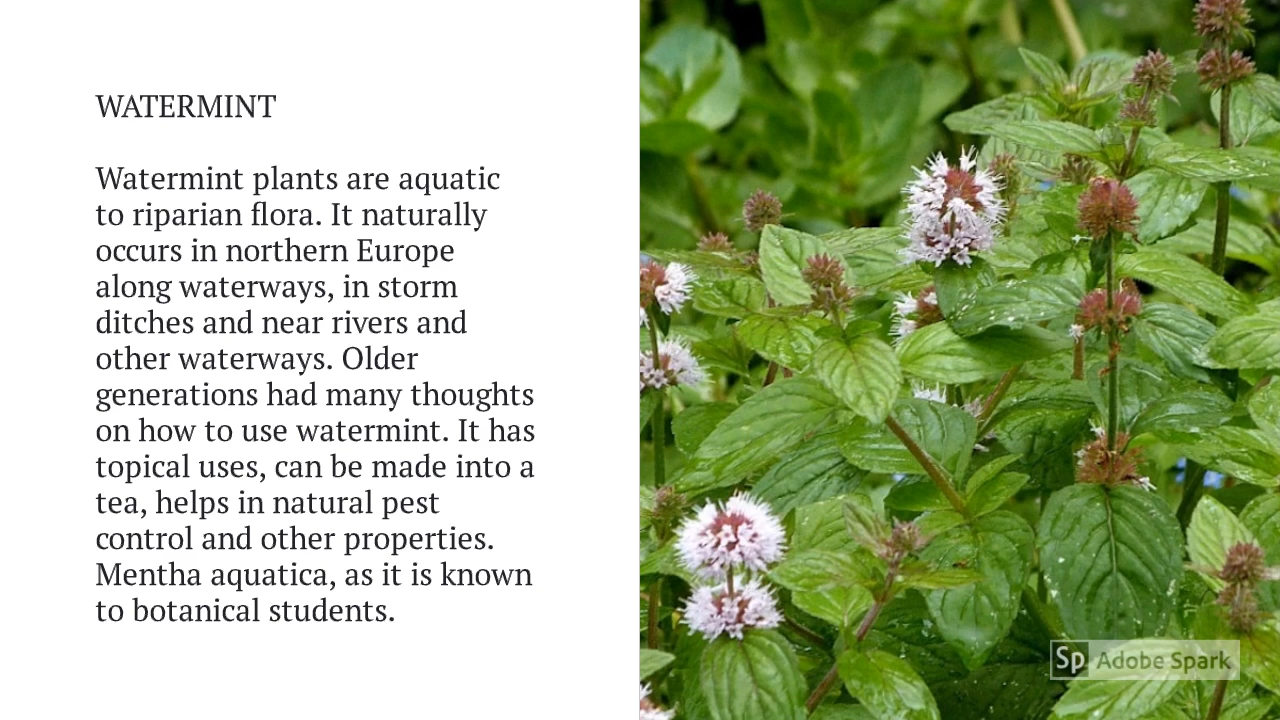 WATERMINT
Watermint plants are aquatic
to riparian flora. It naturally
occurs in northern Europe
along waterways, in storm
ditches and near rivers and
other waterways. Older
generations had many thoughts
on how to use watermint. It has
topical uses, can be made into a
tea, helps in natural pest
control and other properties.
Mentha aquatica, as it is known
to botanical students.
Sp Adobe Spark